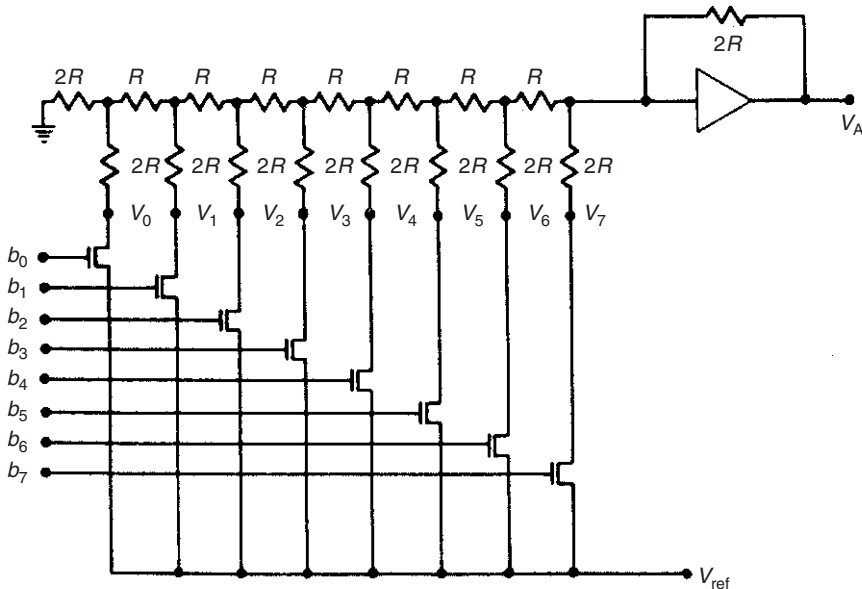 2R
2R R R R R R R R
V_A
2R 2R 2R 2R 2R 2R 2R 2R
V_0 V_1 V_2 V_3 V_4 V_5 V_6 V_7
b_0
b_1
b_2
b_3
b_4
b_5
b_6
b_7
V_ref